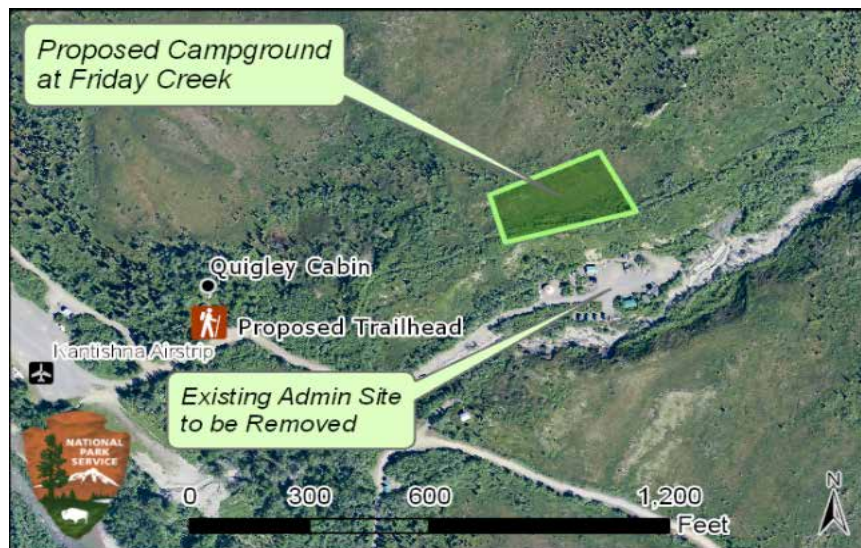 Proposed Campground
at Friday Creek
Quigley Cabin
Proposed Trailhead
Kantishna Airstrip
Existing Admin Site
to be Removed
NATIONAL
PARK
SERVICE
0 300 600 1,200
Feet
N